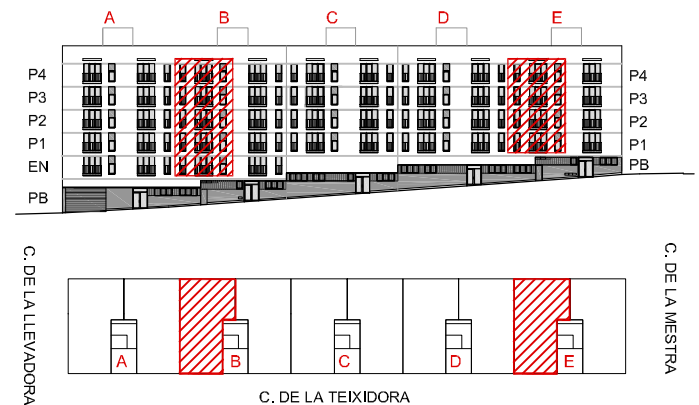 A B C D E
P4 P4
P3 P3
P2 P2
P1 P1
EN PB
PB
C. DE LA LLEVADORA
C. DE LA MESTRA
A B C D E
C. DE LA TEIXIDORA